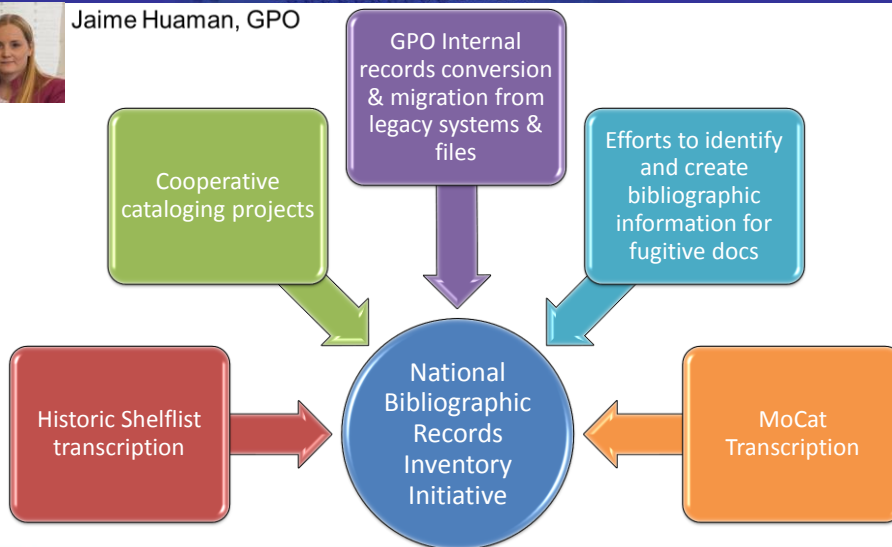 Jaime Huaman, GPO
GPO Internal
records conversion
& migration from
legacy systems &
files
Cooperative
cataloging projects
Efforts to identify
and create
bibliographic
information for
fugitive docs
Historic Shelflist
transcription
National
Bibliographic
Records
Inventory
Initiative
MoCat
Transcription